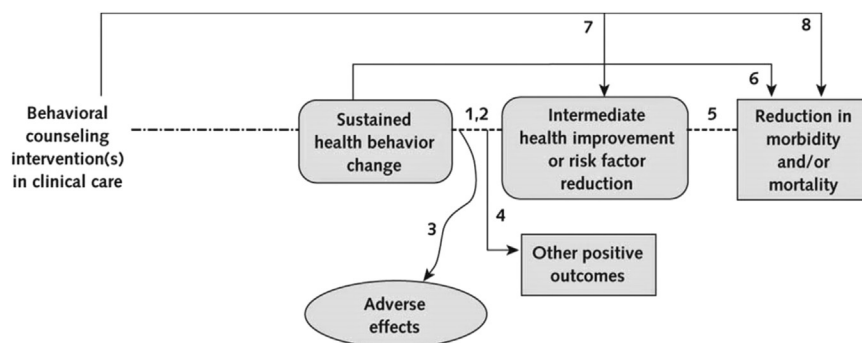 7
8
6
Behavioral
counseling
intervention(s)
in clinical care
Sustained
health behavior
change
1,2
Intermediate
health improvement
or risk factor
reduction
5
Reduction in
morbidity
and/or
mortality
3
4
Other positive
outcomes
Adverse
effects